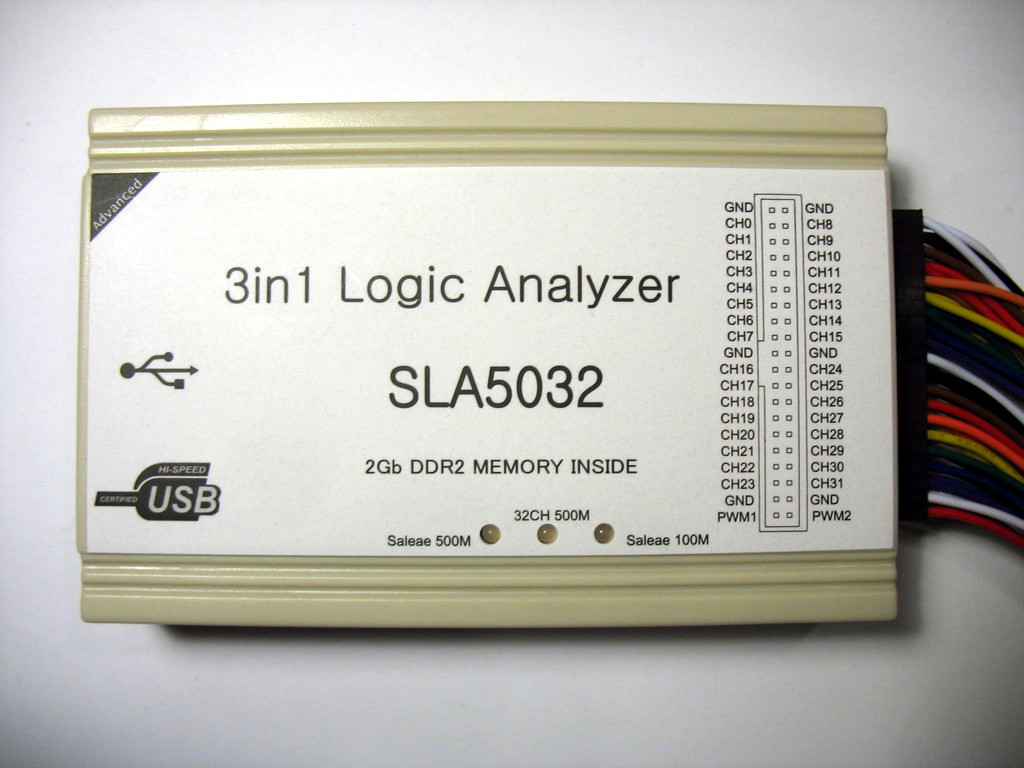 Advanced
3in1 Logic Analyzer
SLA5032
2Gb DDR2 MEMORY INSIDE
HI-SPEED
CERTIFIED USB
32CH 500M
Saleae 500M Saleae 100M
GND GND
CH0 CH8
CH1 CH9
CH2 CH10
CH3 CH11
CH4 CH12
CH5 CH13
CH6 CH14
CH7 CH15
GND GND
CH16 CH24
CH17 CH25
CH18 CH26
CH19 CH27
CH20 CH28
CH21 CH29
CH22 CH30
CH23 CH31
GND GND
PWM1 PWM2